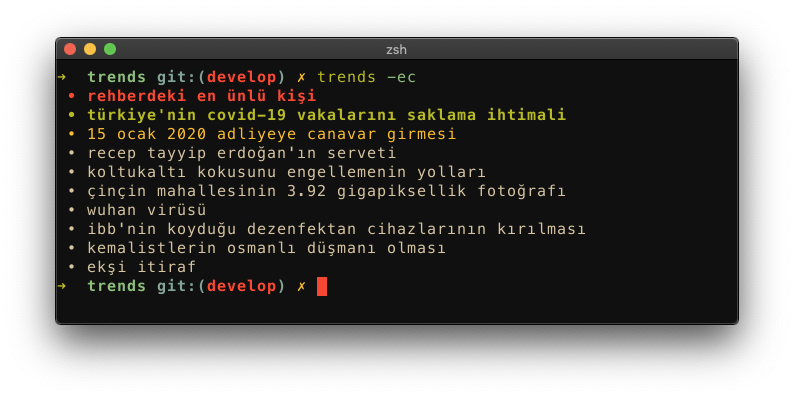 zsh
➜ trends git:(develop) ✗ trends -ec
• rehberdeki en ünlü kişi
• türkiye'nin covid-19 vakalarını saklama ihtimali
• 15 ocak 2020 adliyeye canavar girmesi
• recep tayyip erdoğan'ın serveti
• koltukaltı kokusunu engellemenin yolları
• çinçin mahallesinin 3.92 gigapiksellik fotoğrafı
• wuhan virüsü
• ibb'nin koyduğu dezenfektan cihazlarının kırılması
• kemalistlerin osmanlı düşmanı olması
• ekşi itiraf
➜ trends git:(develop) ✗